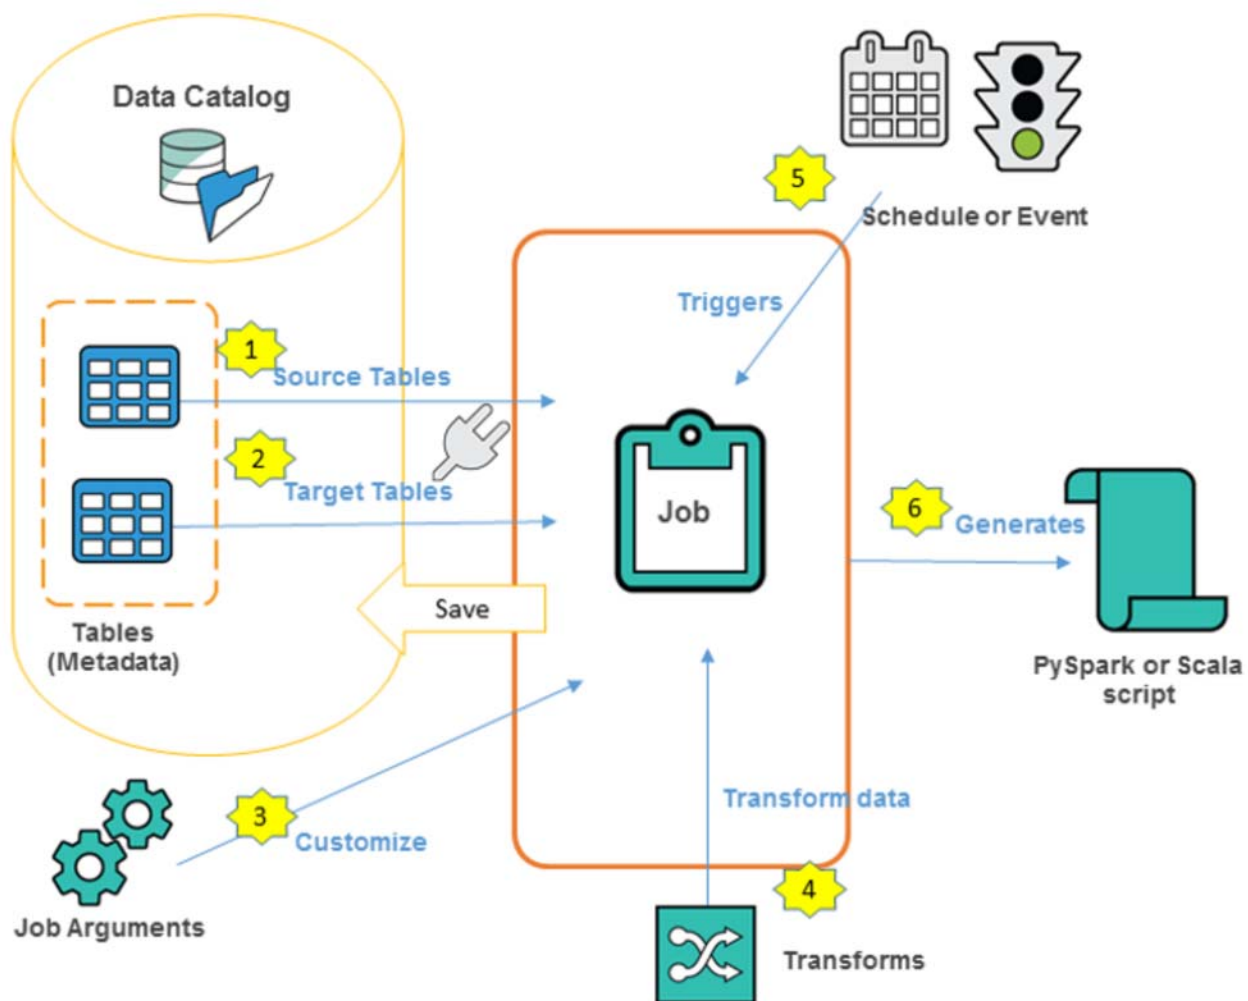 Data Catalog
5
Schedule or Event
Triggers
1
Source Tables
2
Target Tables
Job
6
Generates
Save
Tables
(Metadata)
PySpark or Scala
script
3
Customize
Transform data
4
Job Arguments
Transforms